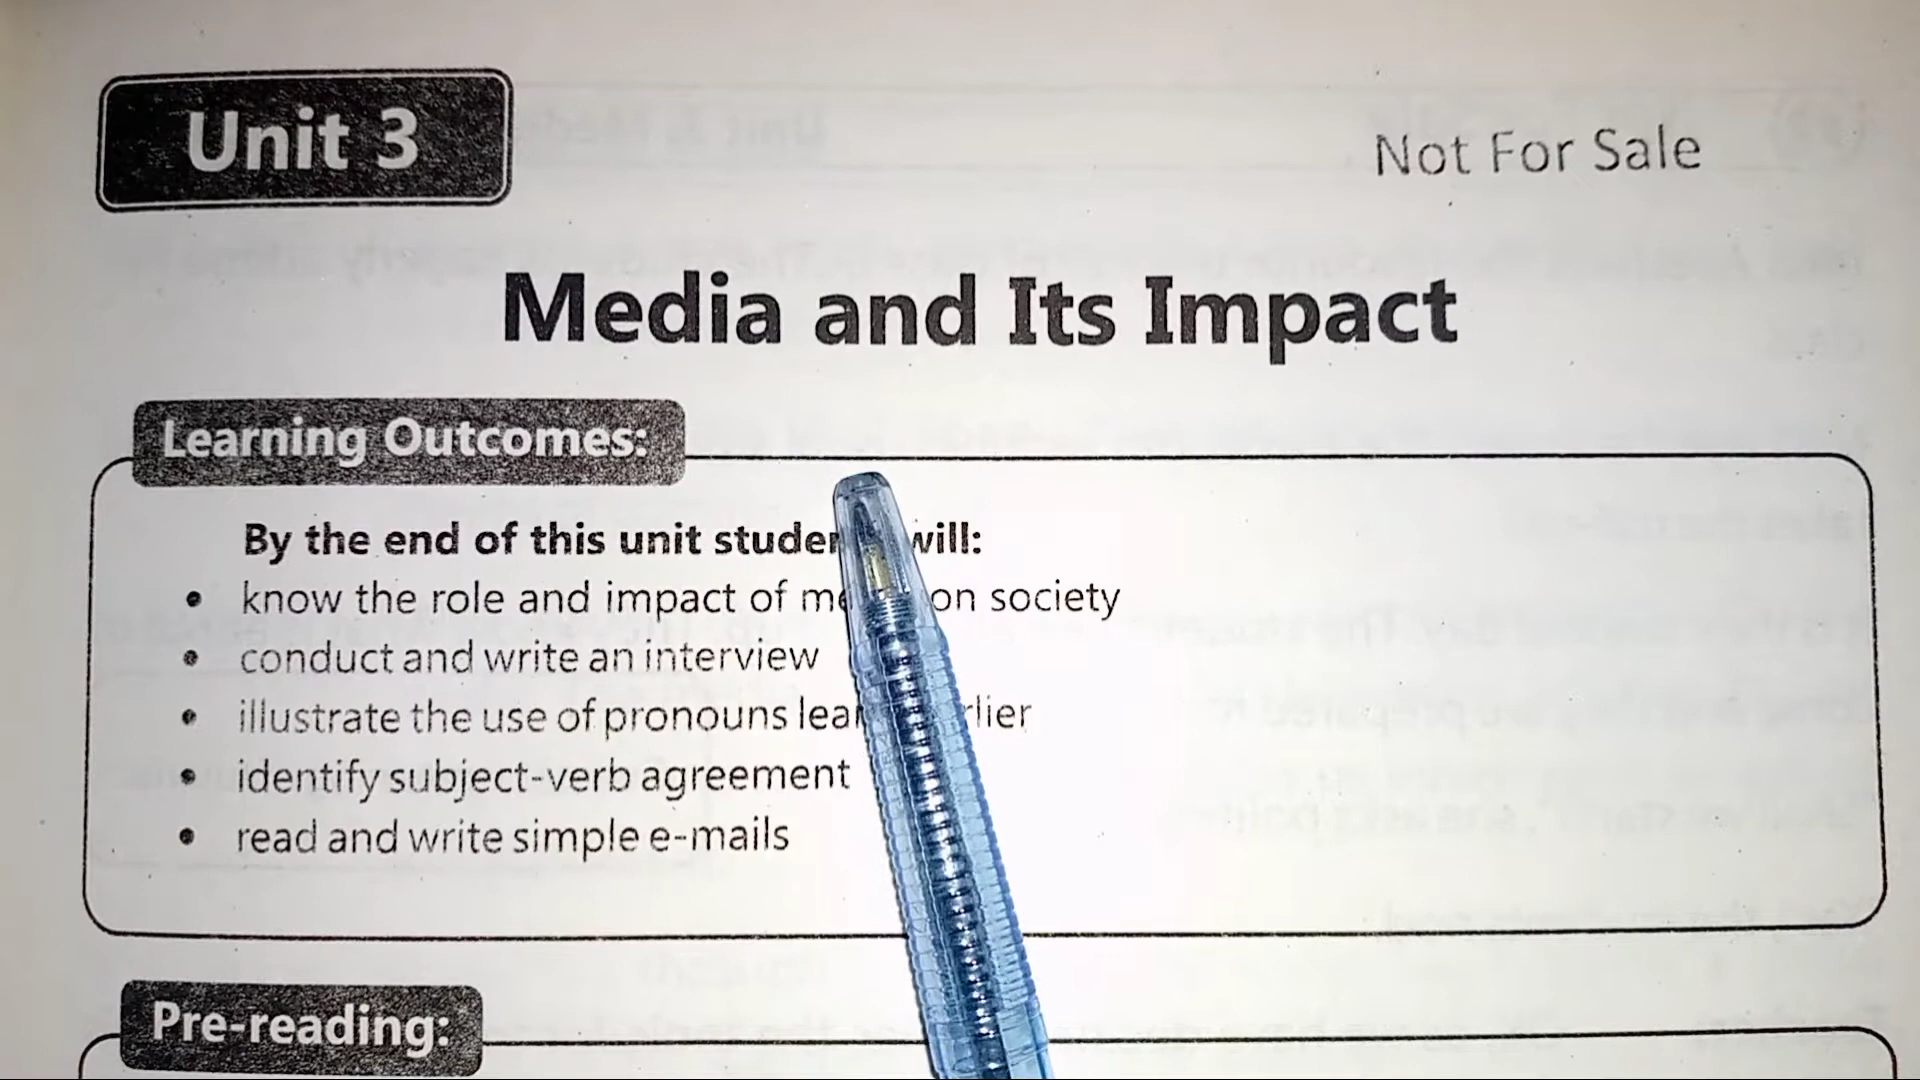 Unit 3
Not For Sale
Media and Its Impact
Learning Outcomes:
By the end of this unit will:
know the role and impact of on society
conduct and write an interview
illustrate the use of pronouns
identify subject-verb agreement
read and write simple e-mails
Pre-reading: